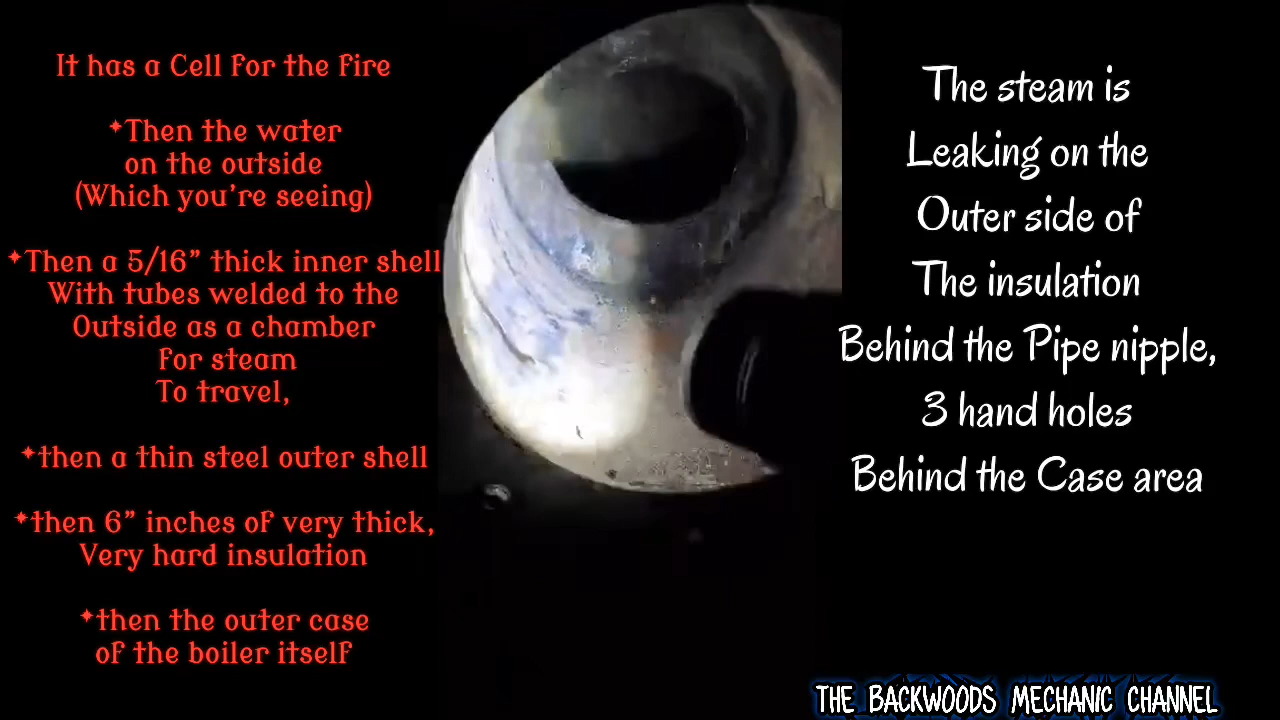 It has a Cell for the fire
*Then the water
on the outside
(Which you're seeing)
*Then a 5/16” thick inner shell
With tubes welded to the
Outside as a chamber
for steam
To travel,
*then a thin steel outer shell
*then 6” inches of very thick,
Very hard insulation
*then the outer case
of the boiler itself
The steam is
Leaking on the
Outer side of
The insulation
Behind the Pipe nipple,
3 hand holes
Behind the Case area
THE BACKWOODS MECHANIC CHANNEL